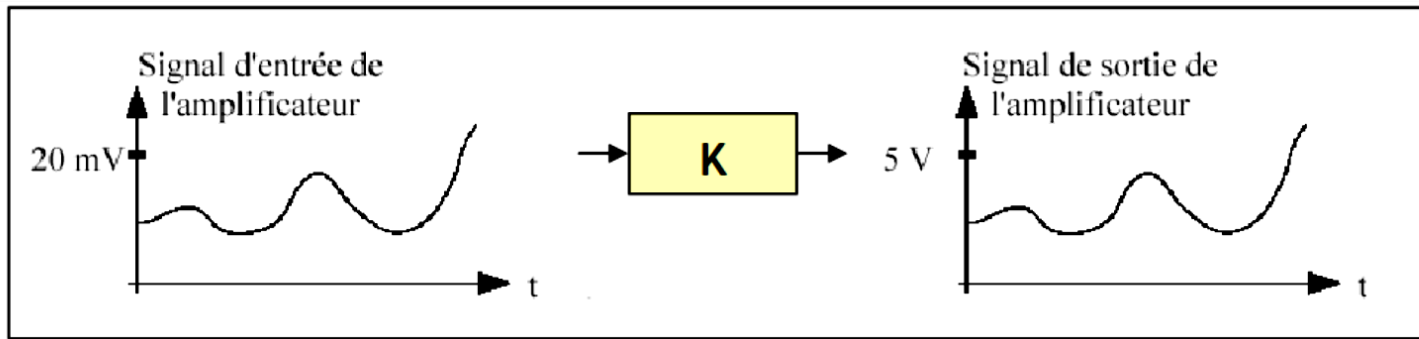 Signal d'entrée de
l'amplificateur
20 mV
t
K
Signal de sortie de
l'amplificateur
5 V
t